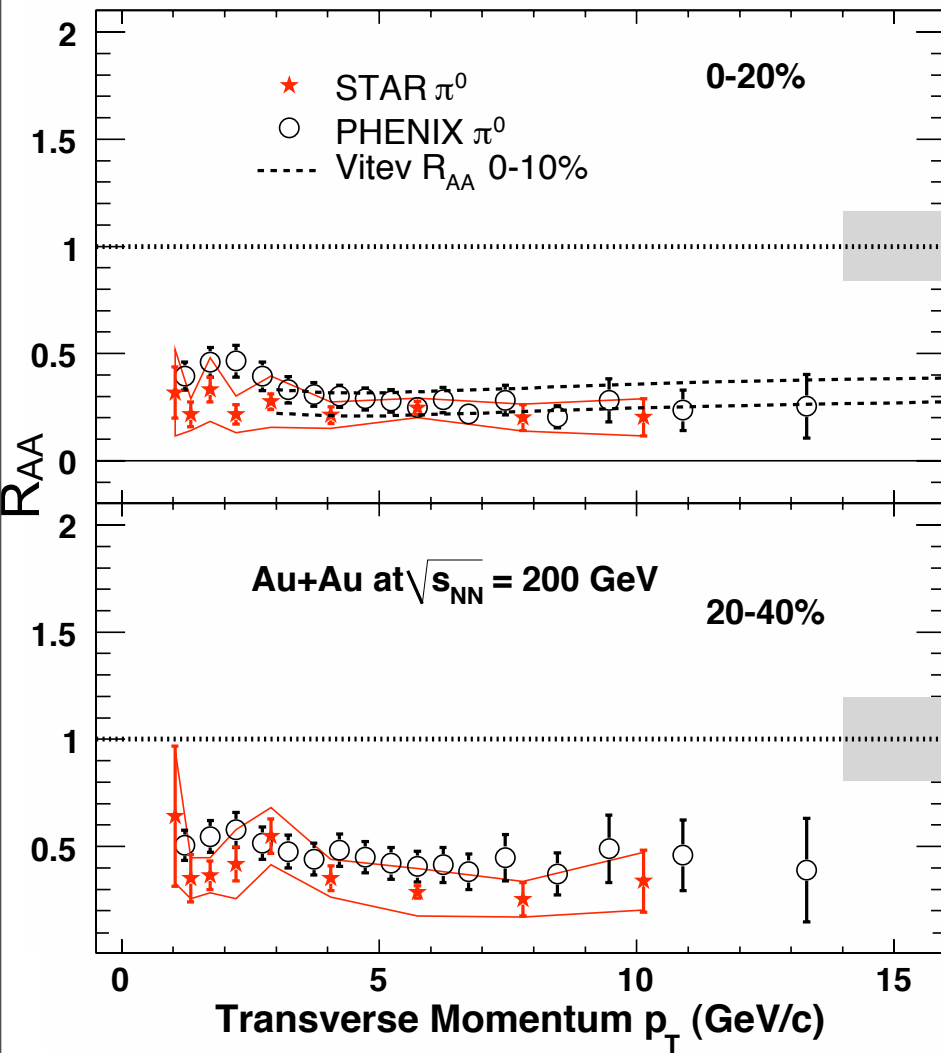 2
0-20%
STAR π⁰
PHENIX π⁰
Vitev R_AA 0-10%
1.5
1
0.5
0
R_AA
2
Au+Au at √s_NN = 200 GeV
20-40%
1.5
1
0.5
0 5 10 15
Transverse Momentum p_T (GeV/c)